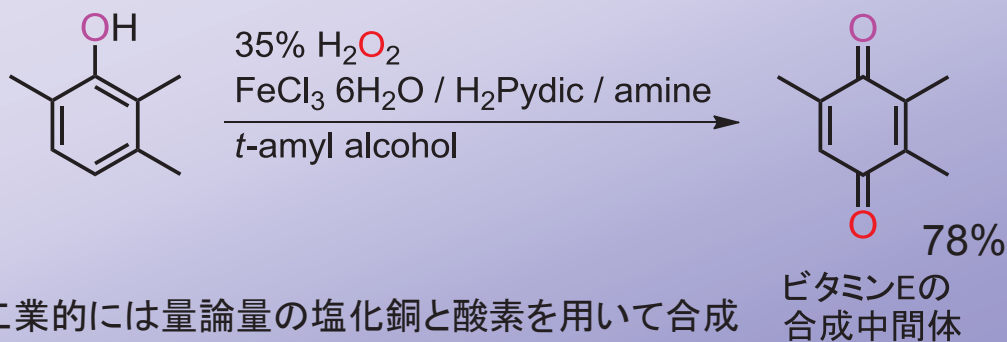 OH
35% H₂O₂
FeCl₃ 6H₂O / H₂Pydic / amine
t-amyl alcohol
O
O
78%
ビタミンEの
合成中間体
工業的には量論量の塩化銅と酸素を用いて合成